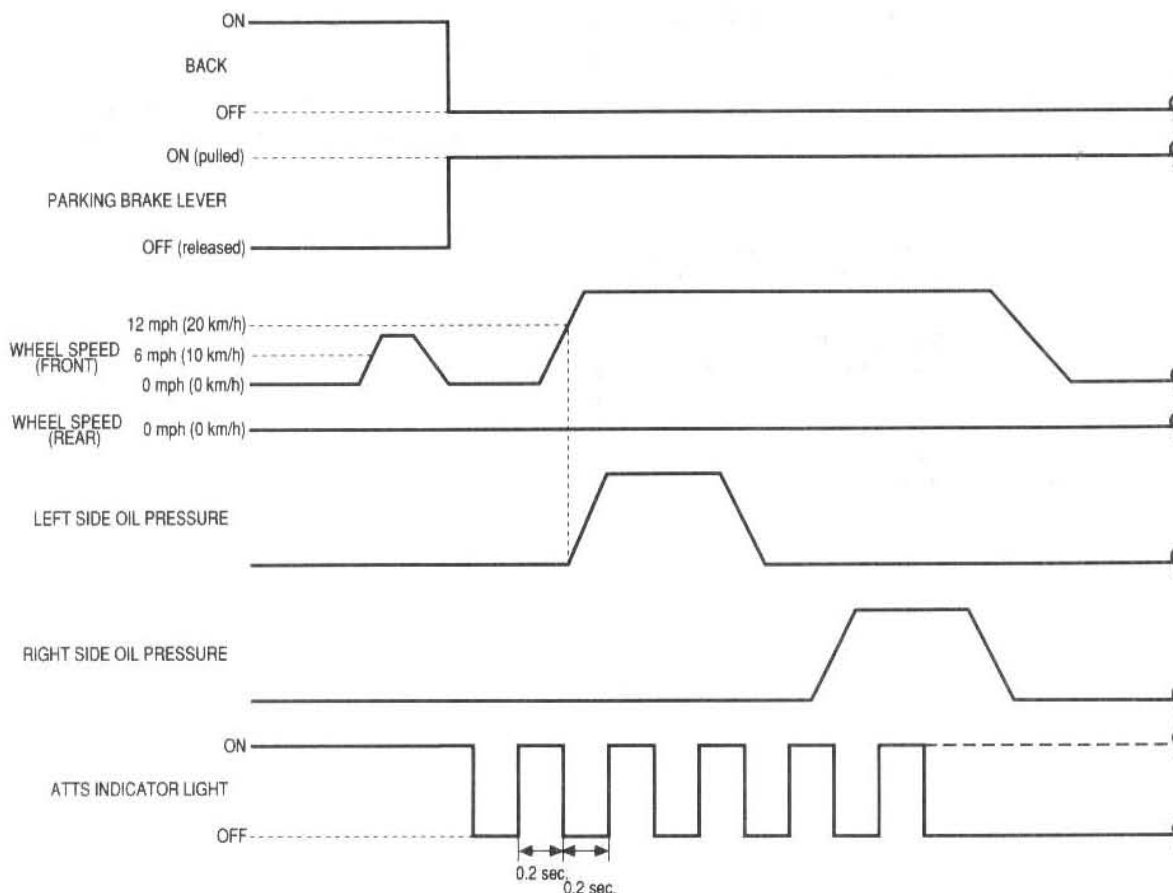 ON
BACK
OFF
ON (pulled)
PARKING BRAKE LEVER
OFF (released)
12 mph (20 km/h)
WHEEL SPEED
(FRONT)
6 mph (10 km/h)
0 mph (0 km/h)
WHEEL SPEED
(REAR)
0 mph (0 km/h)
LEFT SIDE OIL PRESSURE
RIGHT SIDE OIL PRESSURE
ON
ATTS INDICATOR LIGHT
OFF
0.2 sec.
0.2 sec.